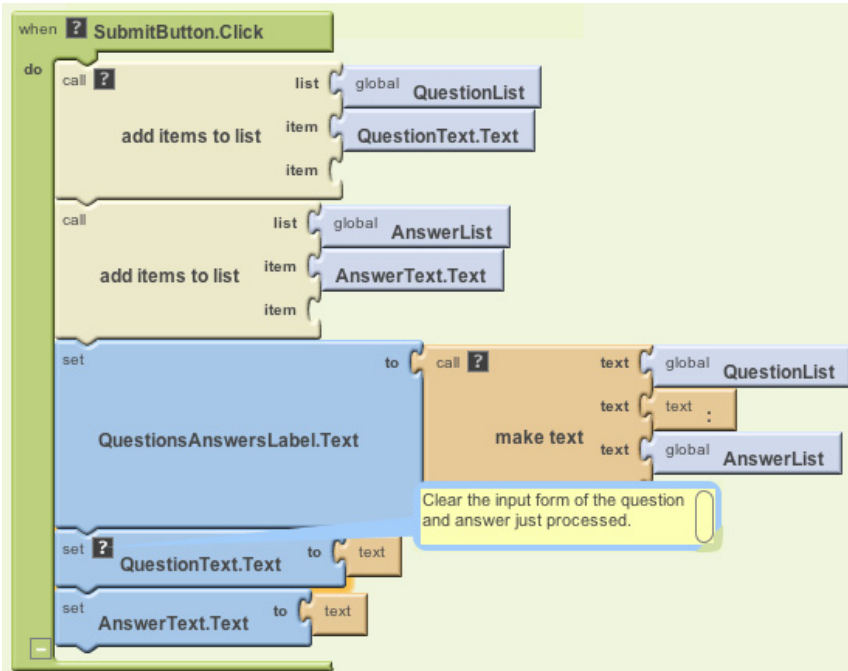 when ? SubmitButton.Click
do
call ? list global QuestionList
add items to list item QuestionText.Text
item
call list global AnswerList
add items to list item AnswerText.Text
item
set to call ? text global QuestionList
text text :
QuestionsAnswersLabel.Text make text text global AnswerList
Clear the input form of the question
and answer just processed.
set ? QuestionText.Text to text
set AnswerText.Text to text